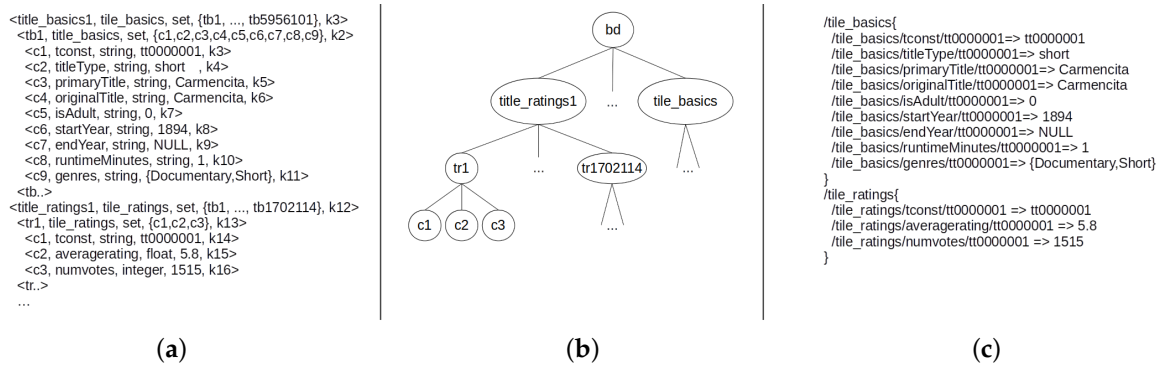 <title_basics1, tile_basics, set, {tb1, ..., tb5956101}, k3>
<tb1, title_basics, set, {c1,c2,c3,c4,c5,c6,c7,c8,c9}, k2>
<c1, tconst, string, tt0000001, k3>
<c2, titleType, string, short , k4>
<c3, primaryTitle, string, Carmencita, k5>
<c4, originalTitle, string, Carmencita, k6>
<c5, isAdult, string, 0, k7>
<c6, startYear, string, 1894, k8>
<c7, endYear, string, NULL, k9>
<c8, runtimeMinutes, string, 1, k10>
<c9, genres, string, {Documentary,Short}, k11>
<tb..>
<title_ratings1, tile_ratings, set, {tb1, ..., tb1702114}, k12>
<tr1, tile_ratings, set, {c1,c2,c3}, k13>
<c1, tconst, string, tt0000001, k14>
<c2, averagerating, float, 5.8, k15>
<c3, numvotes, integer, 1515, k16>
<tr..>
...
(a)
bd
title_ratings1
...
tile_basics
tr1
...
tr1702114
... 
c1
c2
c3
...
(b)
/tile_basics{
/tile_basics/tconst/tt0000001=> tt0000001
/tile_basics/titleType/tt0000001=> short
/tile_basics/primaryTitle/tt0000001=> Carmencita
/tile_basics/originalTitle/tt0000001=> Carmencita
/tile_basics/isAdult/tt0000001=> 0
/tile_basics/startYear/tt0000001=> 1894
/tile_basics/endYear/tt0000001=> NULL
/tile_basics/runtimeMinutes/tt0000001=> 1
/tile_basics/genres/tt0000001=> {Documentary,Short}
}
/tile_ratings{
/tile_ratings/tconst/tt0000001 => tt0000001
/tile_ratings/averagerating/tt0000001 => 5.8
/tile_ratings/numvotes/tt0000001 => 1515
}
(c)